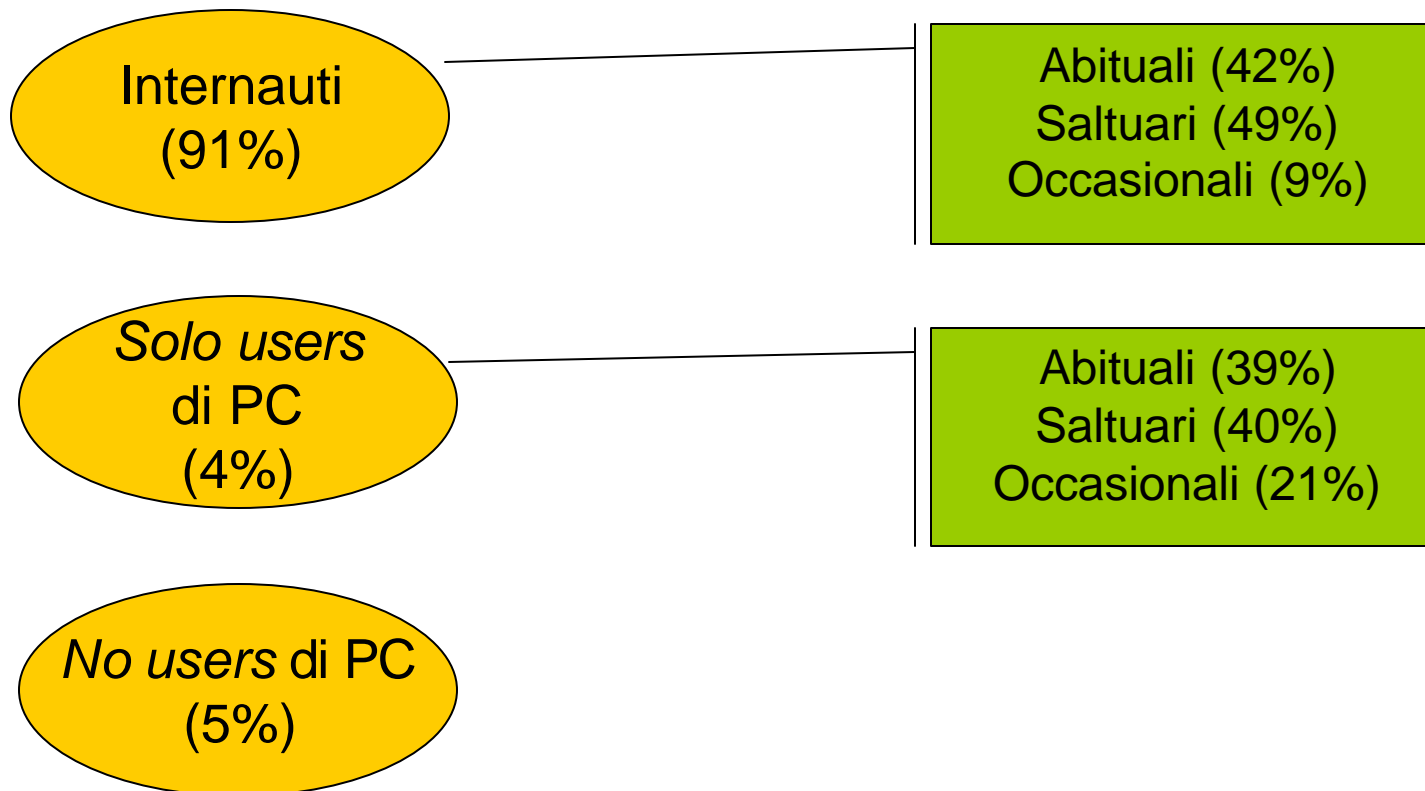 Internauti
(91%)
Abituali (42%)
Saltuari (49%)
Occasionali (9%)
Solo users
di PC
(4%)
Abituali (39%)
Saltuari (40%)
Occasionali (21%)
No users di PC
(5%)